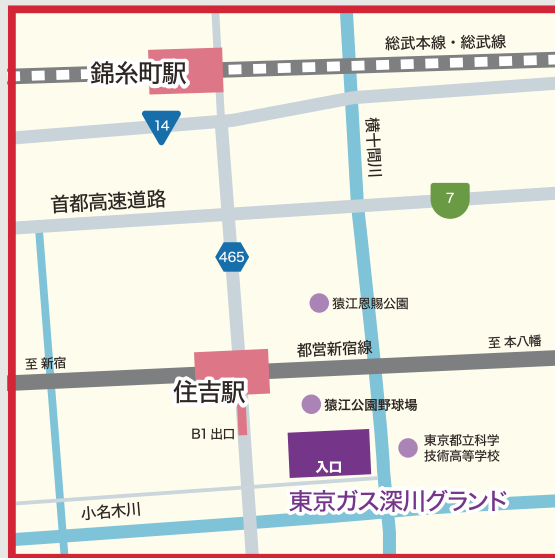 総武本線・総武線
錦糸町駅
14
横十間川
首都高速道路
7
465
猿江恩賜公園
都営新宿線
至 本八幡
至 新宿
住吉駅
猿江公園野球場
B1 出口
東京都立科学
技術高等学校
入口
東京ガス深川グランド
小名木川